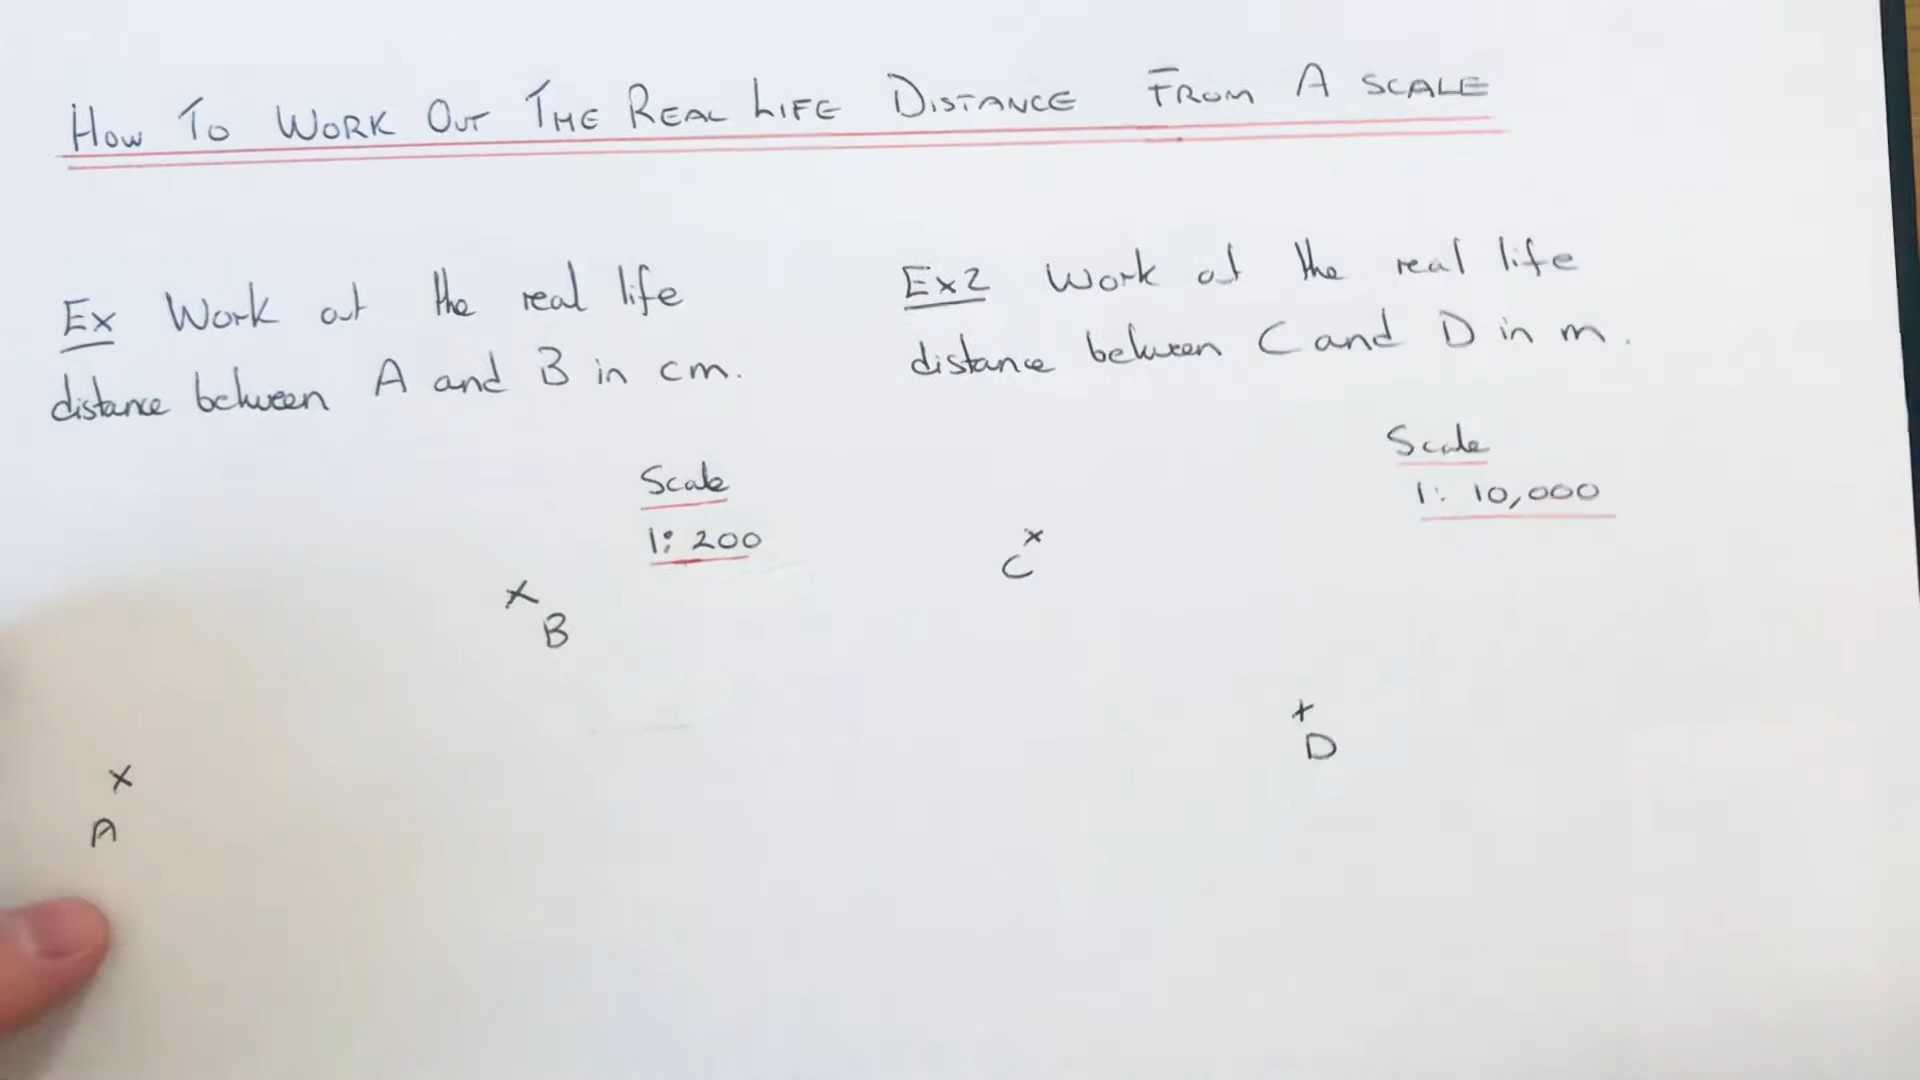 How To Work Out The Real Life Distance From A Scale
Ex Work out the real life
distance between A and B in cm.
Scale
1: 200
x
B
x
A
Ex2 Work out the real life
distance between C and D in m.
Scale
1: 10,000
x
C
x
D